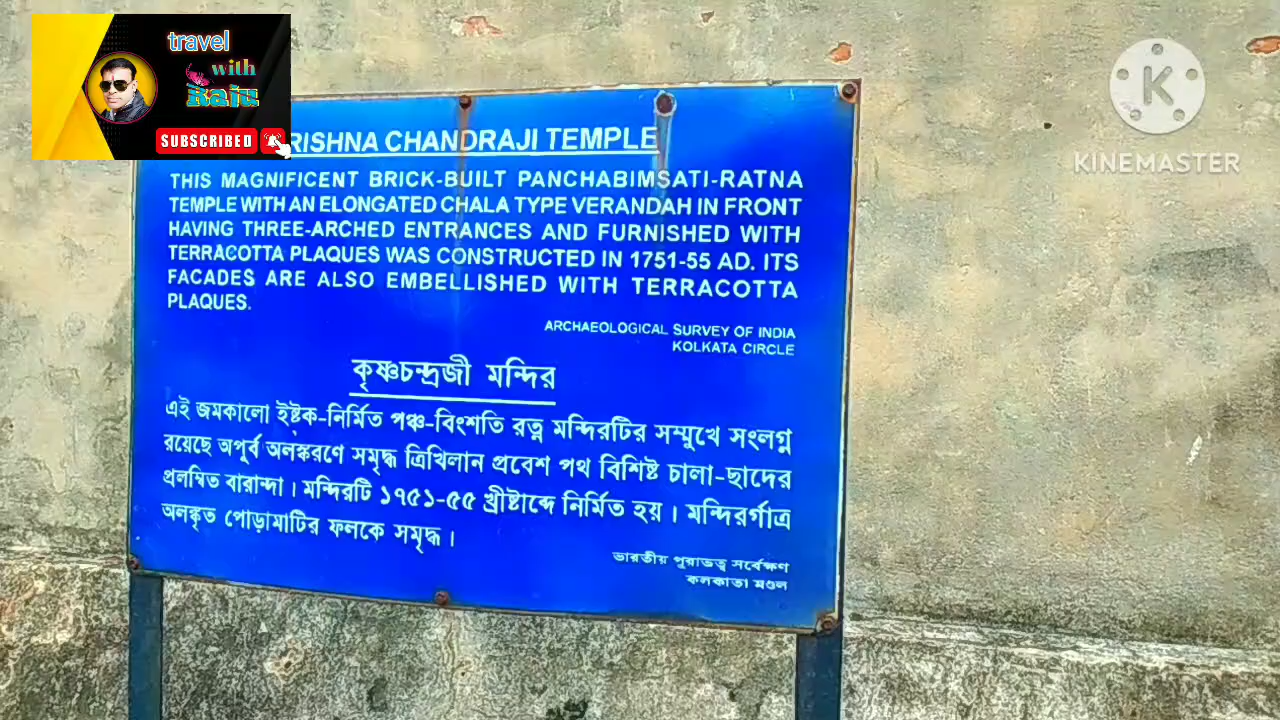 travel
with
Raju
SUBSCRIBED
KINEMASTER
RISHNA CHANDRAJI TEMPLE
THIS MAGNIFICENT BRICK-BUILT PANCHABIMSATI-RATNA
TEMPLE WITH AN ELONGATED CHALA TYPE VERANDAH IN FRONT
HAVING THREE-ARCHED ENTRANCES AND FURNISHED WITH
TERRACOTTA PLAQUES WAS CONSTRUCTED IN 1751-55 AD. ITS
FACADES ARE ALSO EMBELLISHED WITH TERRACOTTA
PLAQUES.
ARCHAEOLOGICAL SURVEY OF INDIA
KOLKATA CIRCLE
কৃষ্ণচন্দ্রজী মন্দির
এই জমকালো ইষ্টক-নির্মিত পঞ্চ-বিংশতি রত্ন মন্দিরটির সম্মুখে সংলগ্ন
রয়েছে অপূর্ব অলঙ্করণে সমৃদ্ধ ত্রিখিলান প্রবেশ পথ বিশিষ্ট চালা-ছাদের
প্রলম্বিত বারান্দা। মন্দিরটি ১৭৫১-৫৫ খ্রীষ্টাব্দে নির্মিত হয়। মন্দিরর্গাত্র
অলঙ্কৃত পোড়ামাটির ফলকে সমৃদ্ধ।
ভারতীয় পুরাতত্ত্ব সর্বেক্ষণ
কলকাতা মণ্ডল